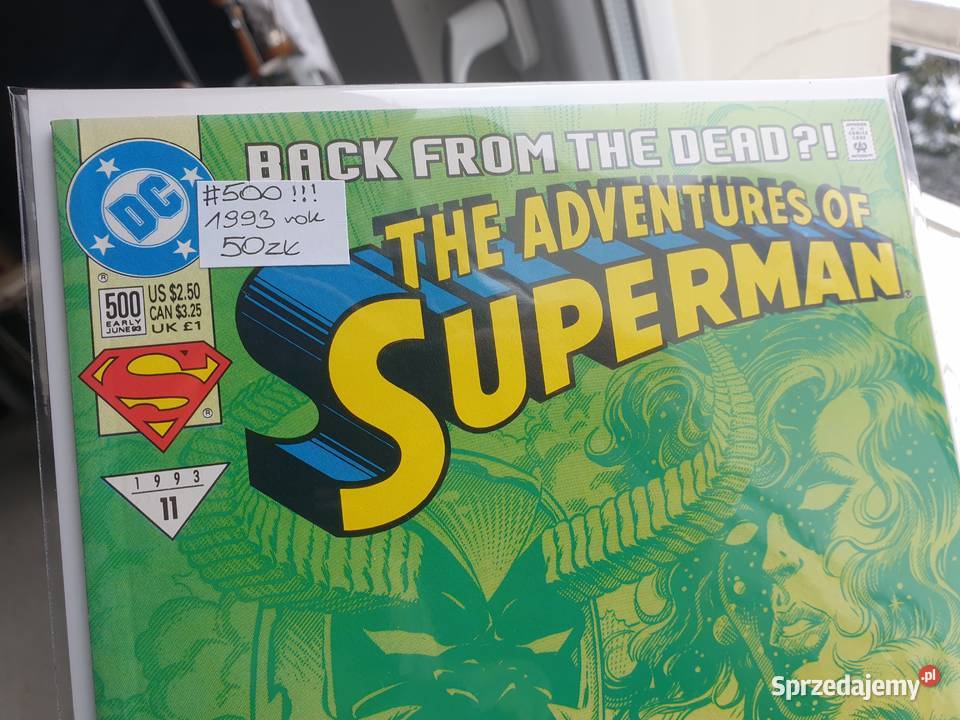 BACK FROM THE DEAD?!
DC
®
#500 !!!
1993 rok
50zł
THE ADVENTURES OF
SUPERMAN
500
EARLY
JUNE 93
US $2.50
CAN $3.25
UK £1
S
®
1993
11
Sprzedajemy.pl